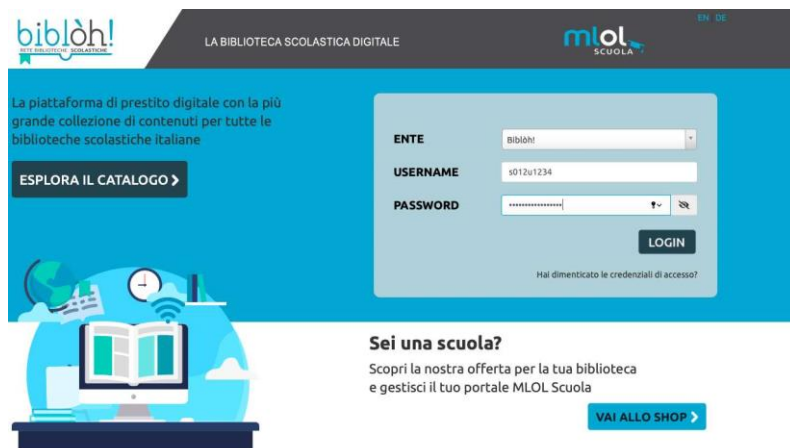 biblòh!
RETE BIBLIOTECHE SCOLASTICHE
LA BIBLIOTECA SCOLASTICA DIGITALE
mlol
SCUOLA
EN DE
La piattaforma di prestito digitale con la più
grande collezione di contenuti per tutte le
biblioteche scolastiche italiane
ESPLORA IL CATALOGO
ENTE
Biblòh!
USERNAME
s012u1234
PASSWORD
LOGIN
Hai dimenticato le credenziali di accesso?
Sei una scuola?
Scopri la nostra offerta per la tua biblioteca
e gestisci il tuo portale MLOL Scuola
VAI ALLO SHOP